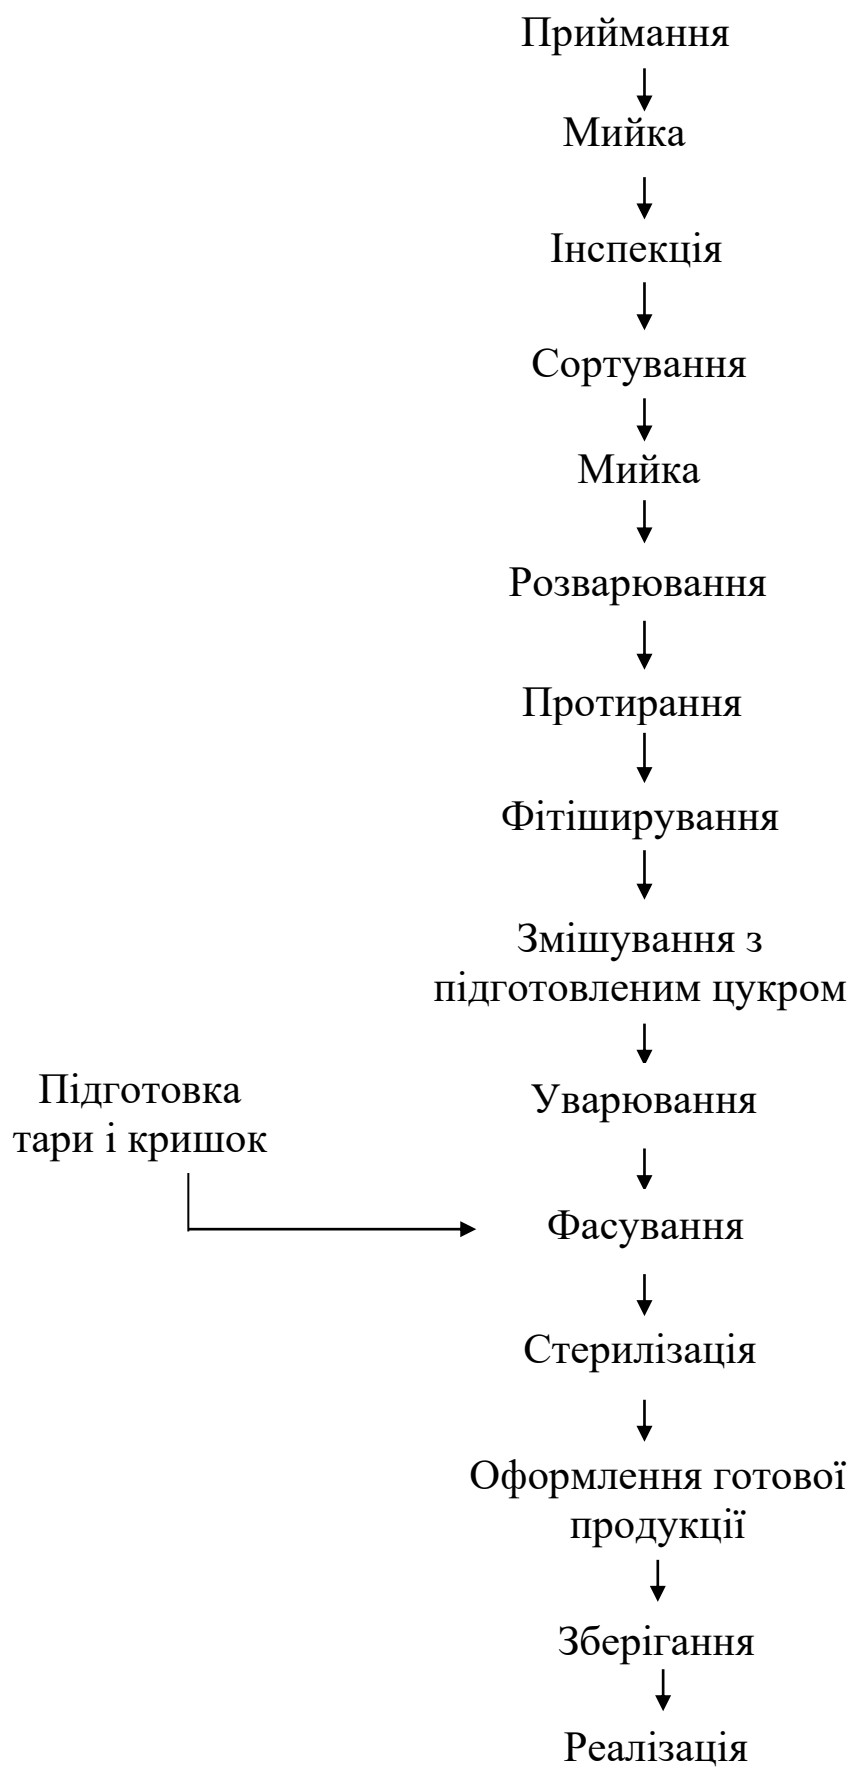 Приймання
Мийка
Інспекція
Сортування
Мийка
Розварювання
Протирання
Фітіширування
Змішування з
підготовленим цукром
Підготовка
тари і кришок
Уварювання
Фасування
Стерилізація
Оформлення готової
продукції
Зберігання
Реалізація